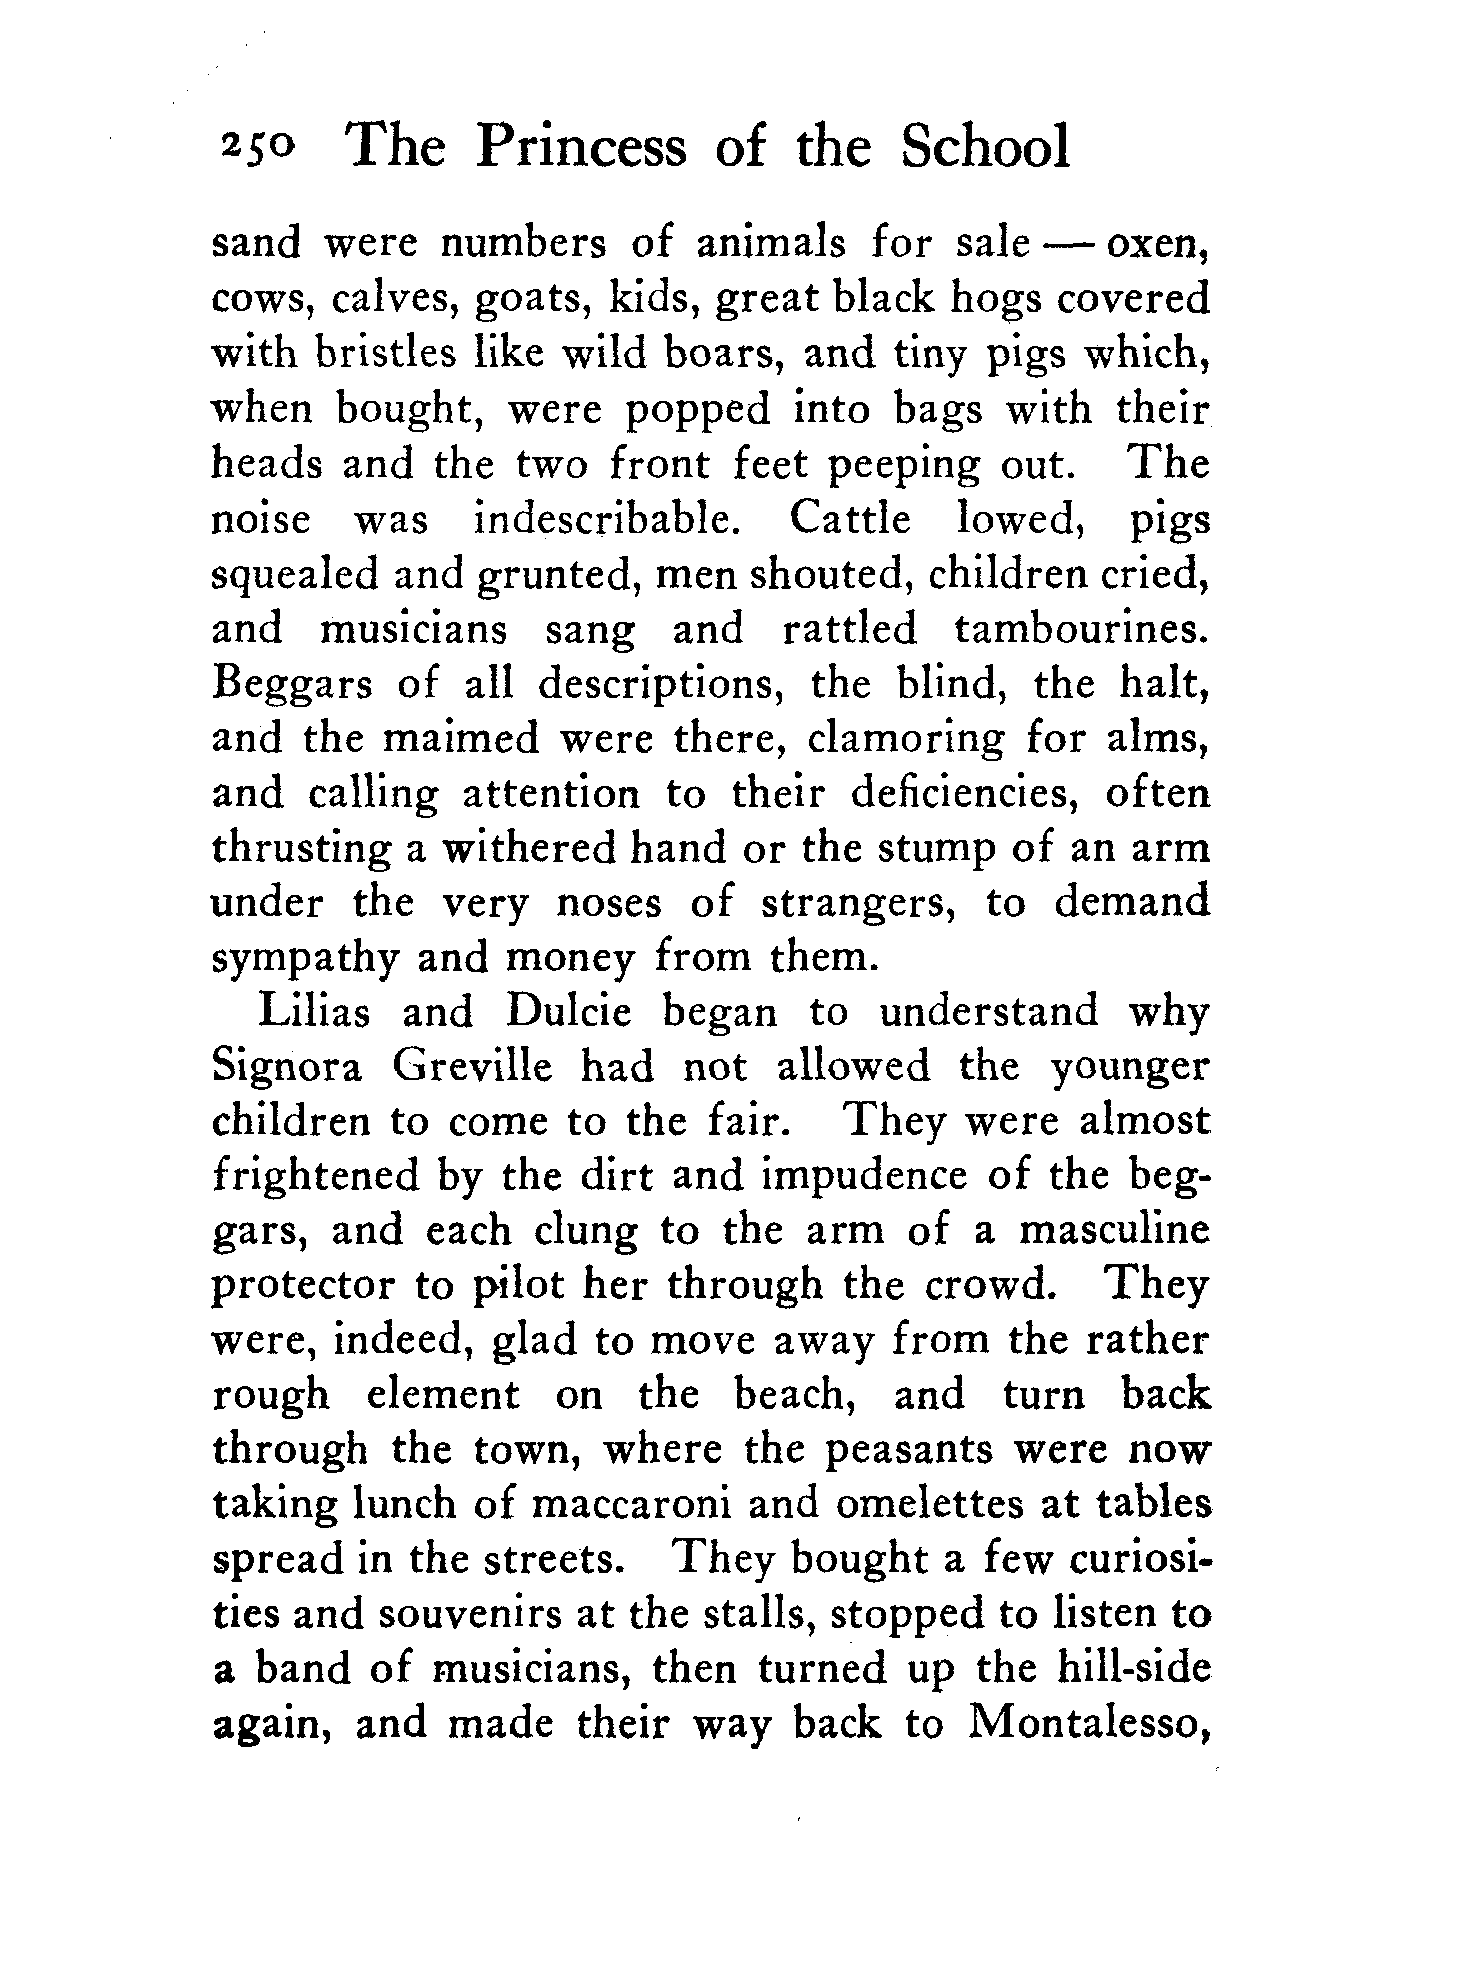 250 The Princess of the School
sand were numbers of animals for sale — oxen,
cows, calves, goats, kids, great black hogs covered
with bristles like wild boars, and tiny pigs which,
when bought, were popped into bags with their
heads and the two front feet peeping out. The
noise was indescribable. Cattle lowed, pigs
squealed and grunted, men shouted, children cried,
and musicians sang and rattled tambourines.
Beggars of all descriptions, the blind, the halt,
and the maimed were there, clamoring for alms,
and calling attention to their deficiencies, often
thrusting a withered hand or the stump of an arm
under the very noses of strangers, to demand
sympathy and money from them.
Lilias and Dulcie began to understand why
Signora Greville had not allowed the younger
children to come to the fair. They were almost
frightened by the dirt and impudence of the beg-
gars, and each clung to the arm of a masculine
protector to pilot her through the crowd. They
were, indeed, glad to move away from the rather
rough element on the beach, and turn back
through the town, where the peasants were now
taking lunch of maccaroni and omelettes at tables
spread in the streets. They bought a few curiosi-
ties and souvenirs at the stalls, stopped to listen to
a band of musicians, then turned up the hill-side
again, and made their way back to Montalesso,